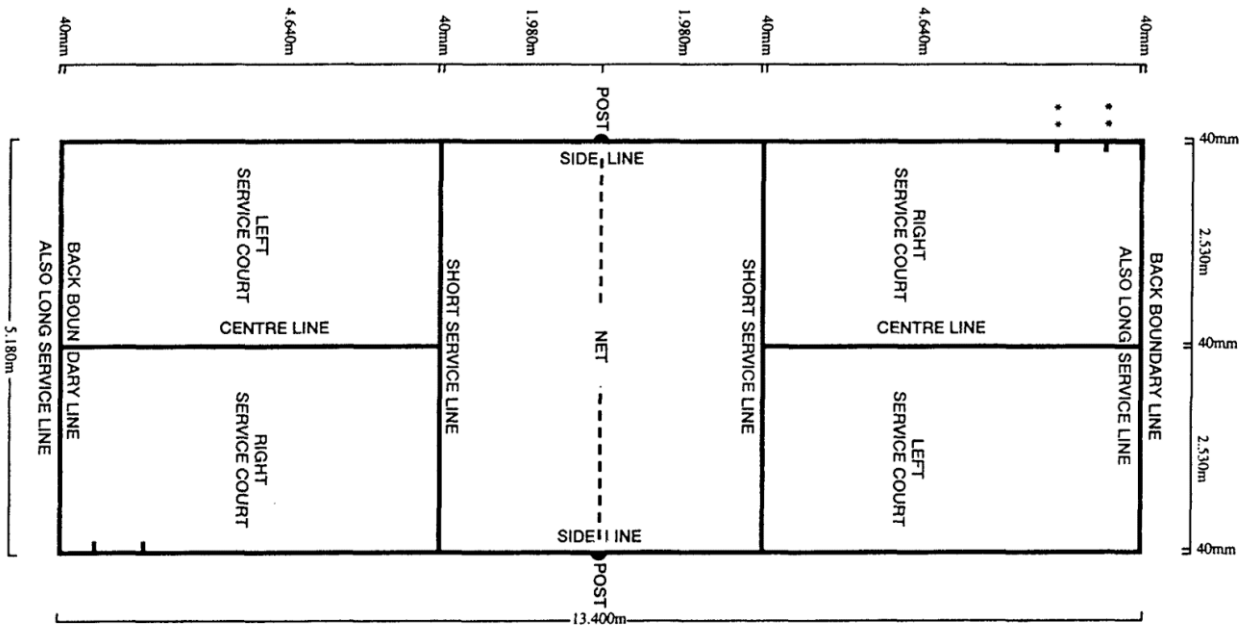 40mm
4.640m
40mm
1.980m
1.980m
40mm
4.640m
40mm
POST
* *
* *
40mm
SIDE LINE
LEFT
SERVICE COURT
RIGHT
SERVICE COURT
2.530m
BACK BOUNDARY LINE
ALSO LONG SERVICE LINE
SHORT SERVICE LINE
SHORT SERVICE LINE
BACK BOUNDARY LINE
ALSO LONG SERVICE LINE
CENTRE LINE
NET
CENTRE LINE
40mm
5.180m
RIGHT
SERVICE COURT
LEFT
SERVICE COURT
2.530m
SIDE LINE
40mm
POST
13.400m